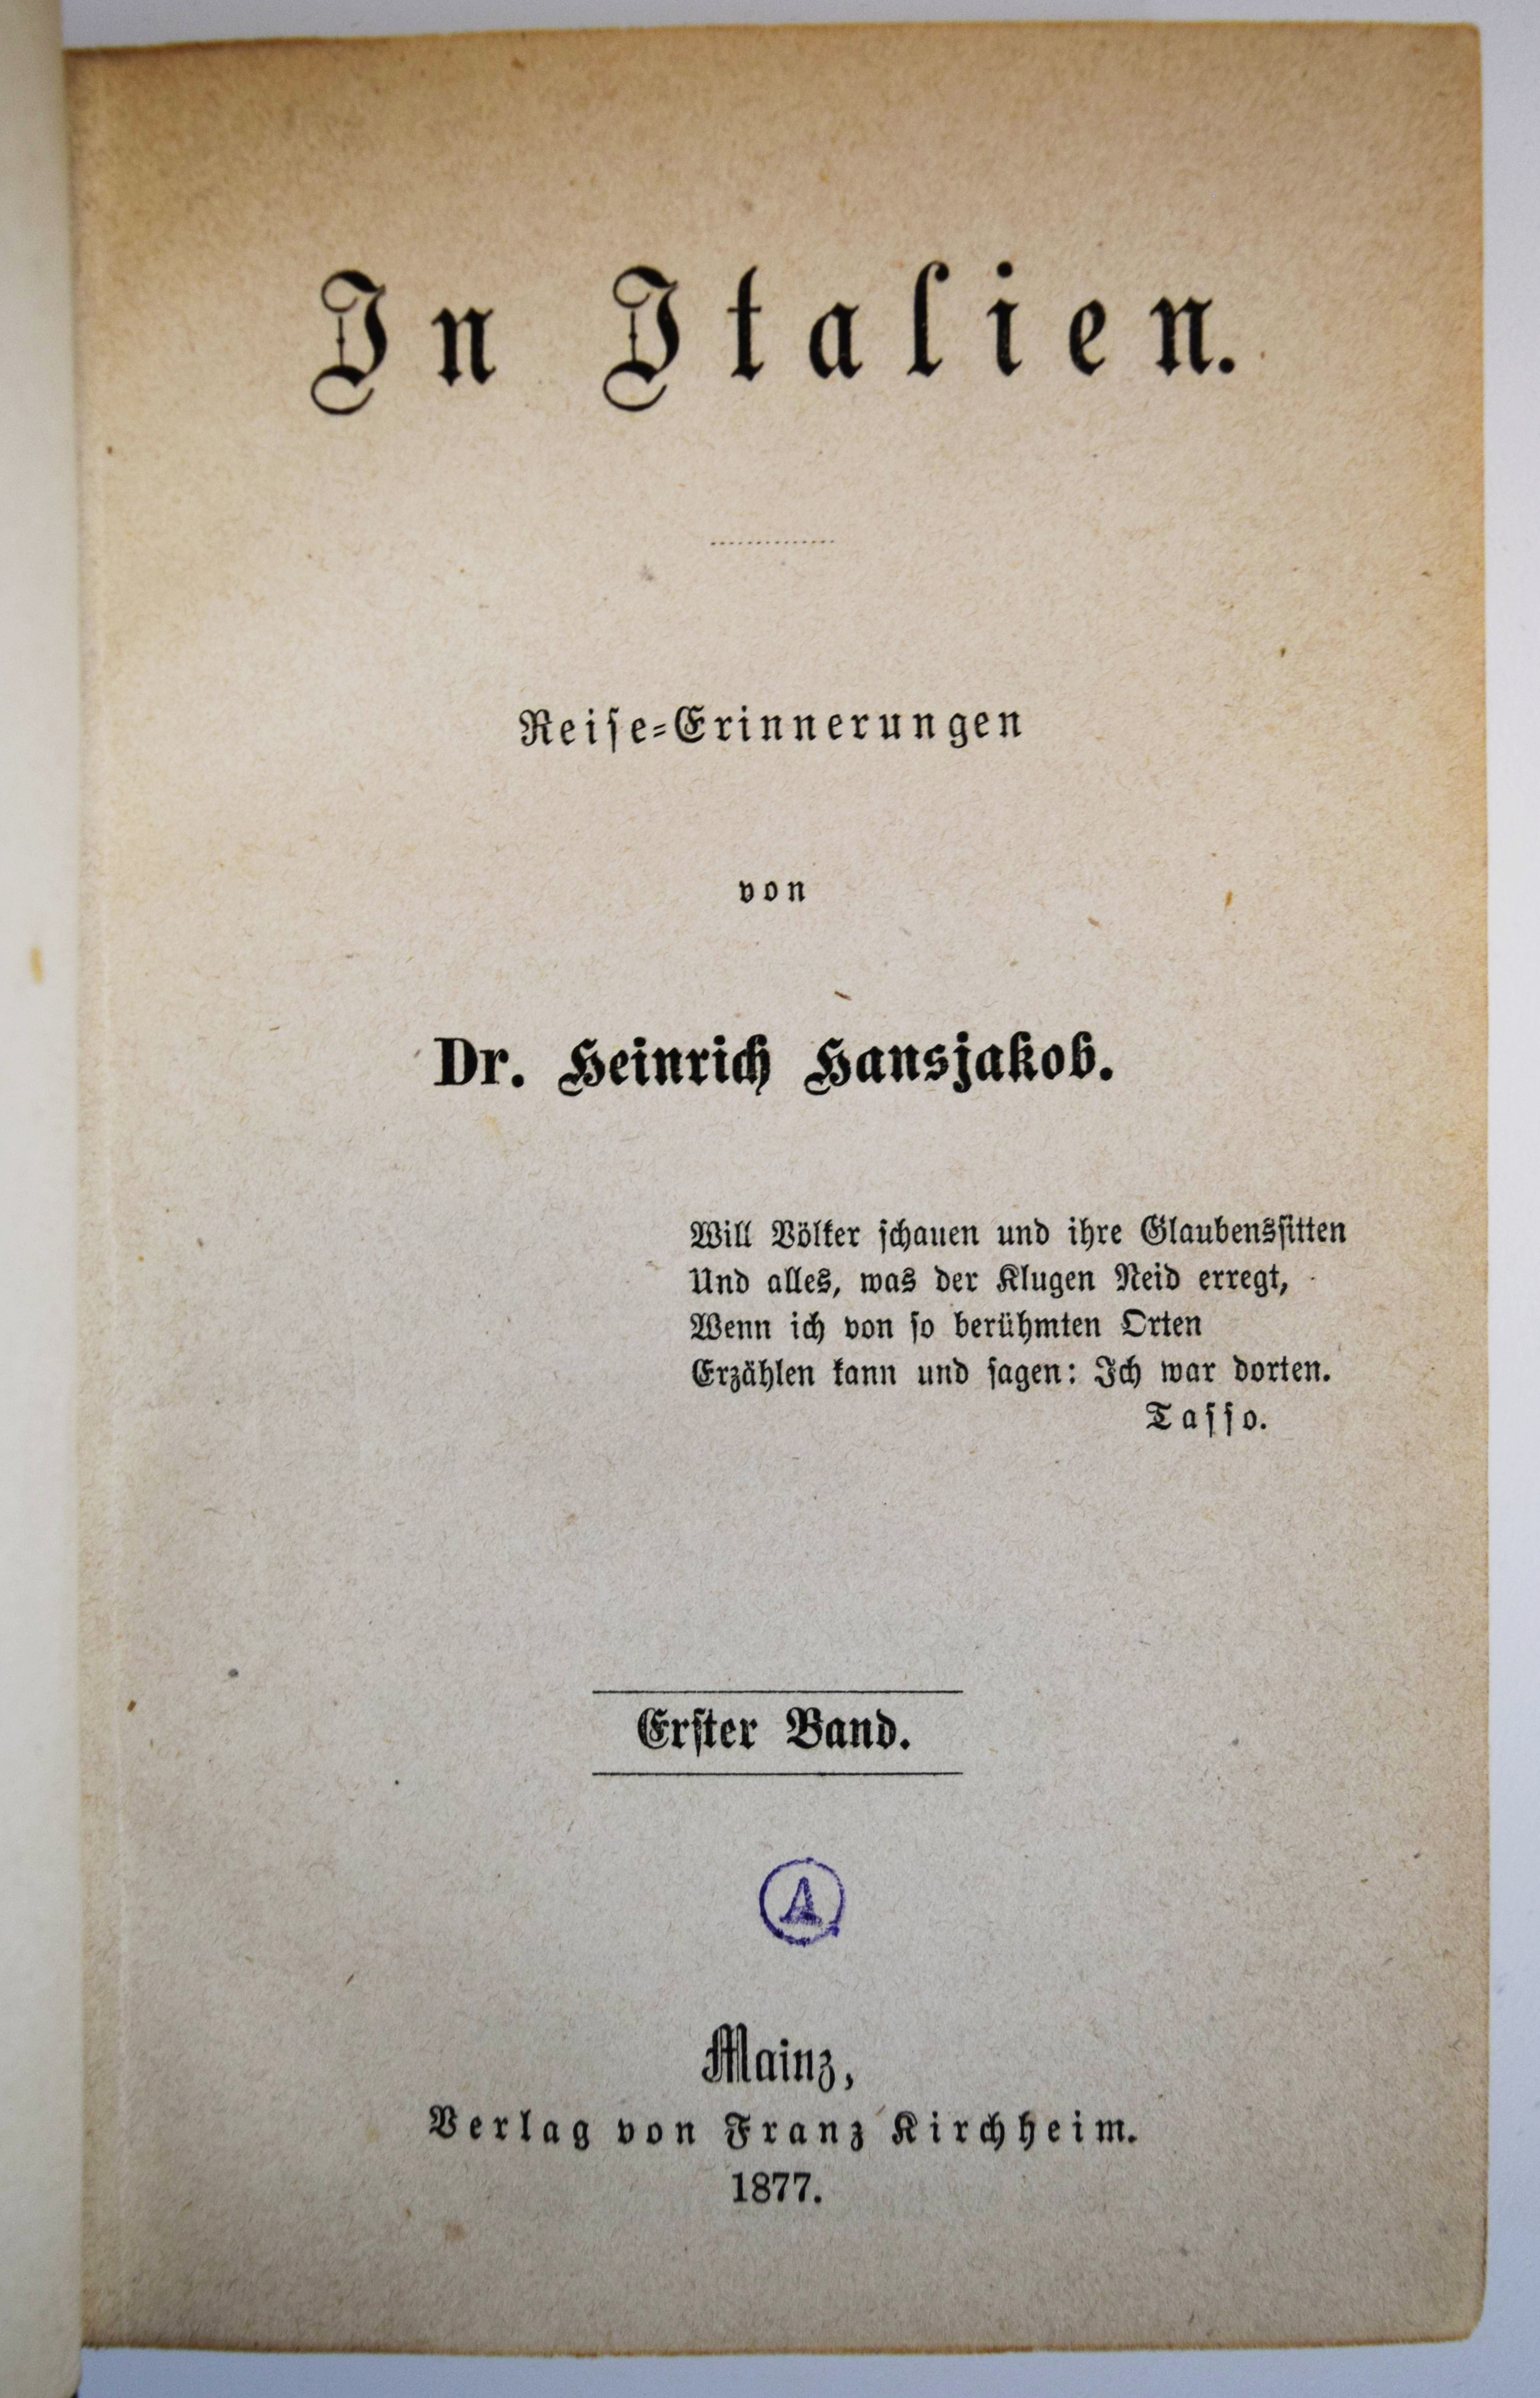 In Italien.
Reise-Erinnerungen
von
Dr. Heinrich Hansjakob.
Will Völker schauen und ihre Glaubenssitten
Und alles, was der Klugen Neid erregt,
Wenn ich von so berühmten Orten
Erzählen kann und sagen: Ich war dorten.
Tasso.
Erster Band.
A
Mainz,
Verlag von Franz Kirchheim.
1877.